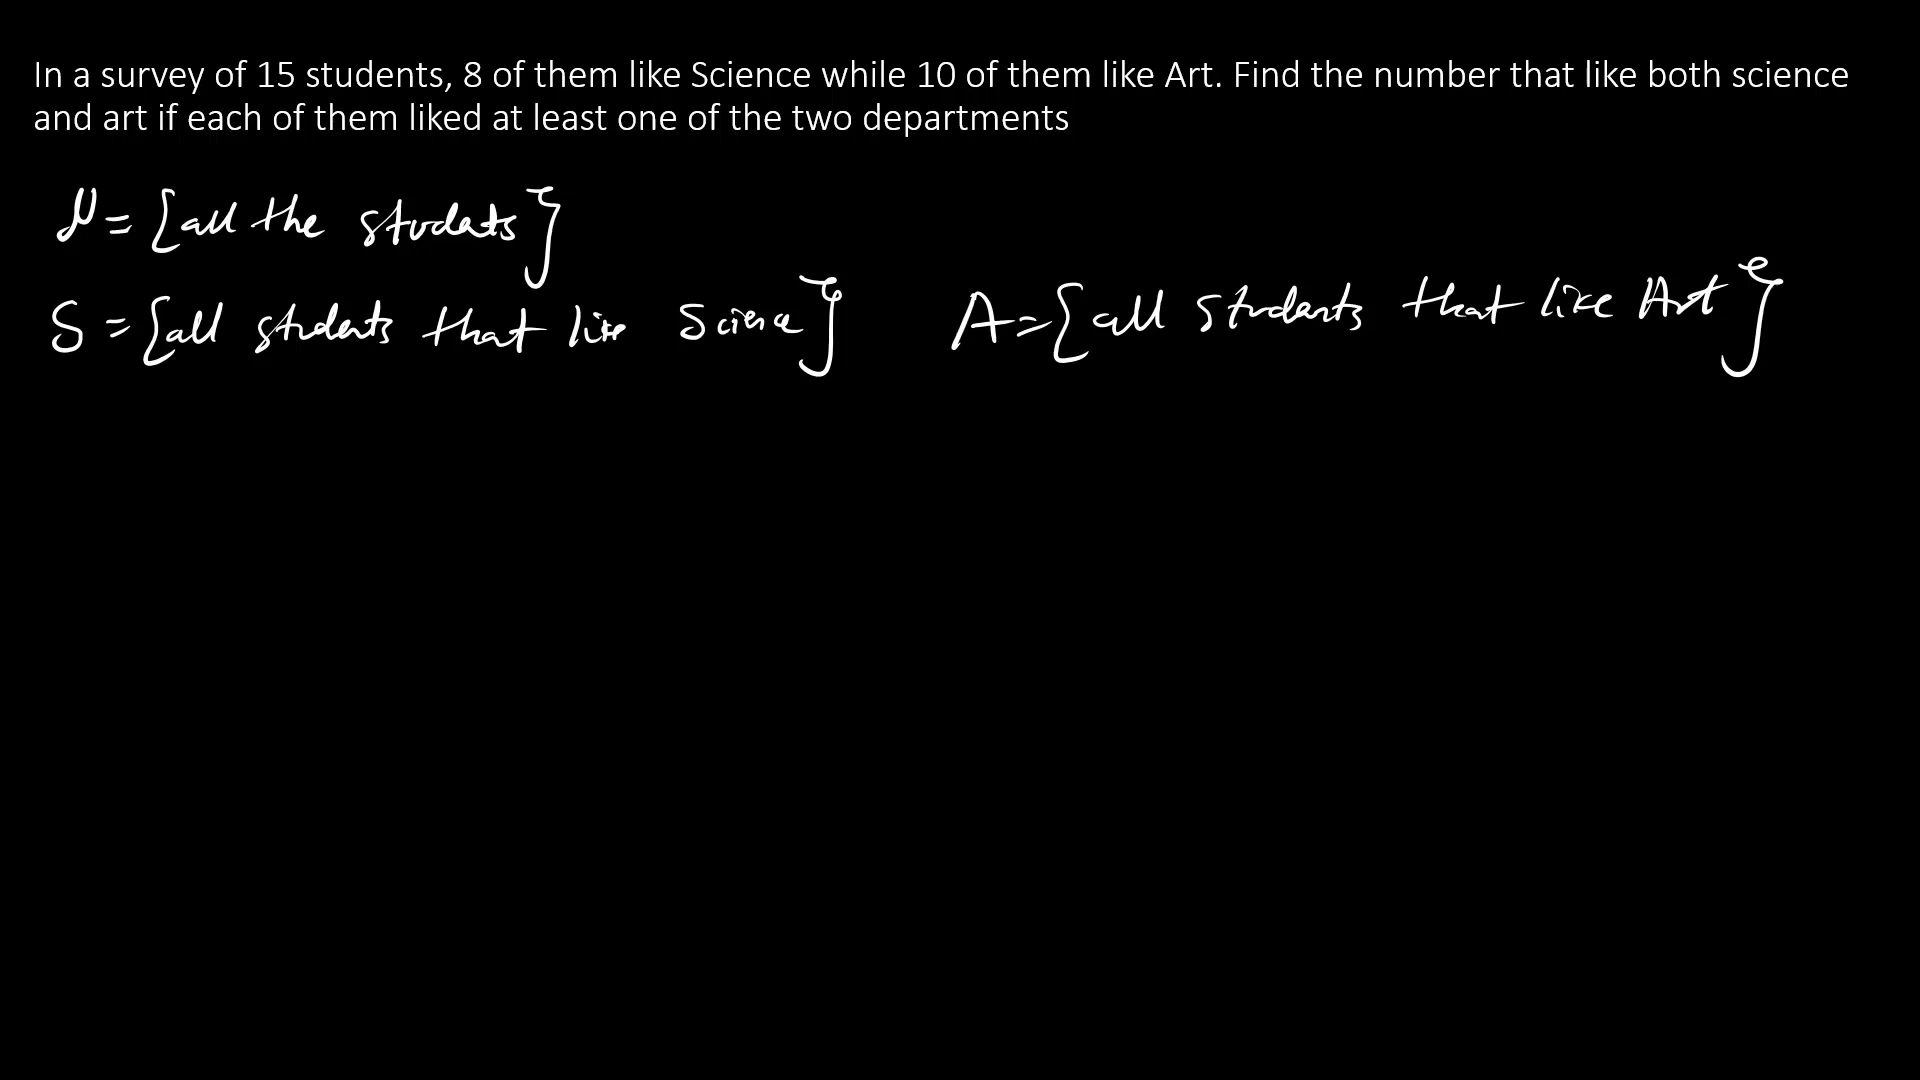 In a survey of 15 students, 8 of them like Science while 10 of them like Art. Find the number that like both science
and art if each of them liked at least one of the two departments
μ = {all the students}
S = {all students that like Science} A = {all students that like Art}